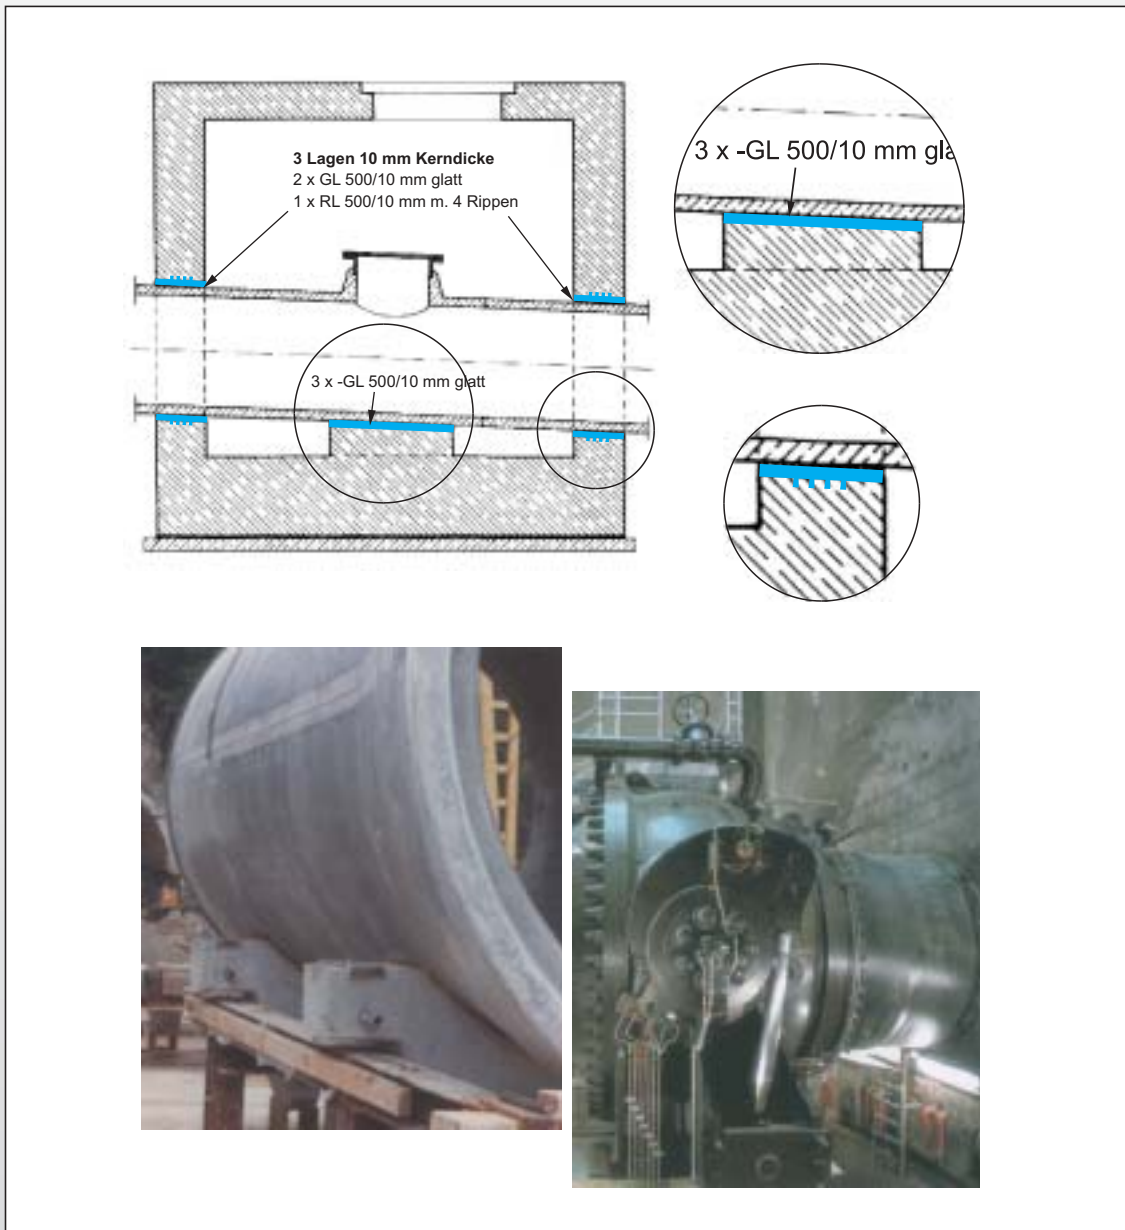 3 Lagen 10 mm Kerndicke
2 x GL 500/10 mm glatt
1 x RL 500/10 mm m. 4 Rippen
3 x -GL 500/10 mm glatt
3 x -GL 500/10 mm gla